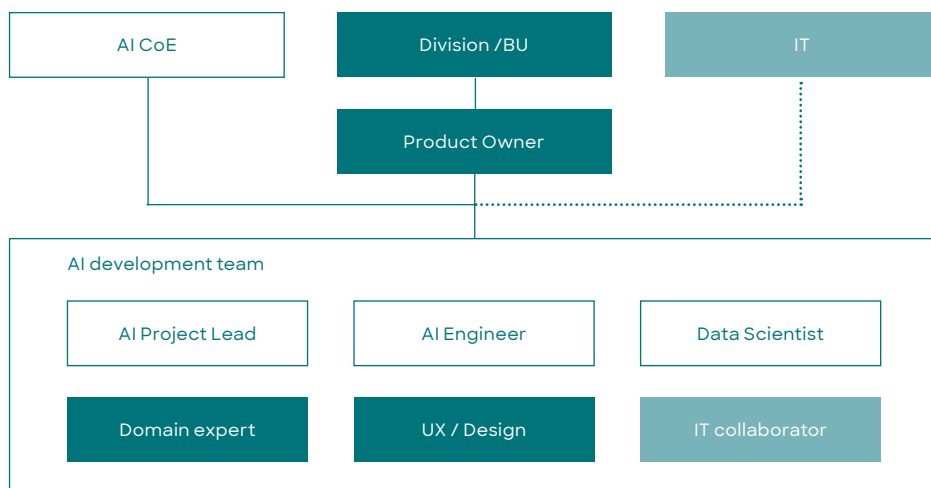 AI CoE
Division /BU
IT
Product Owner
AI development team
AI Project Lead
AI Engineer
Data Scientist
Domain expert
UX / Design
IT collaborator